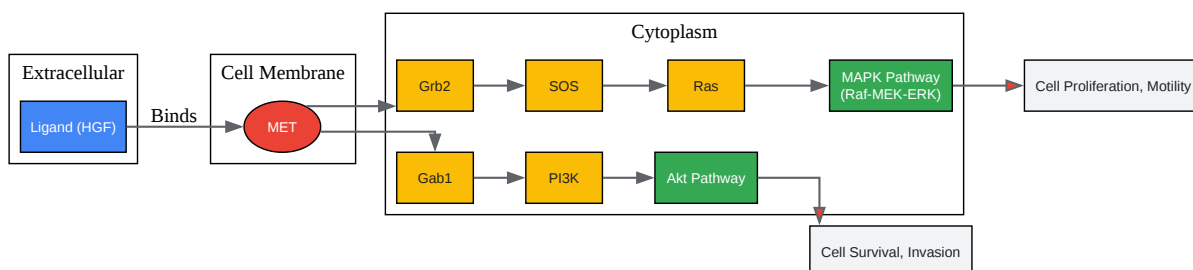 Cytoplasm
Extracellular
Cell Membrane
Grb2
SOS
Ras
MAPK Pathway
(Raf-MEK-ERK)
Cell Proliferation, Motility
Ligand (HGF)
Binds
MET
Gab1
PI3K
Akt Pathway
Cell Survival, Invasion